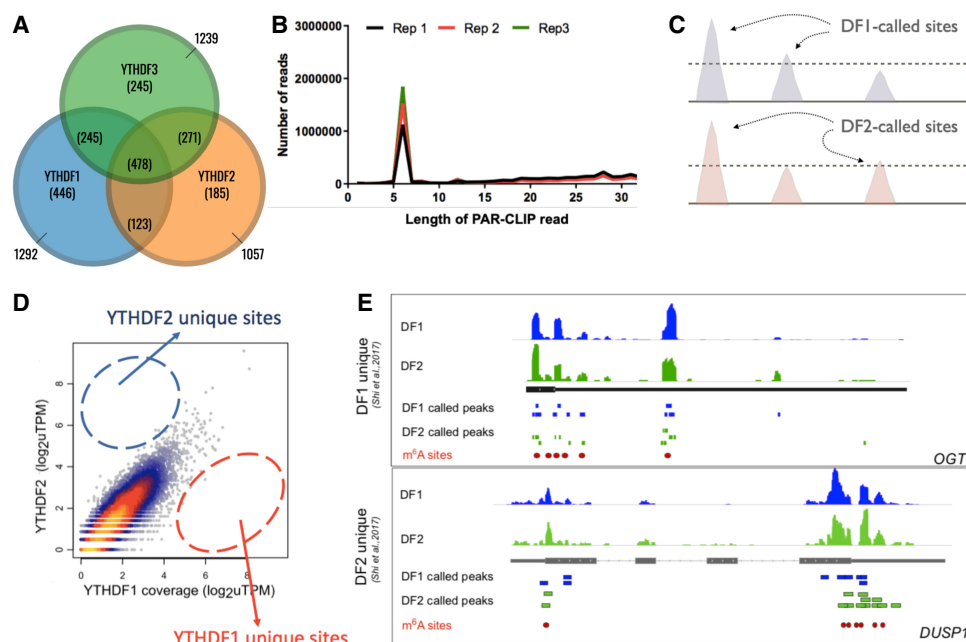 A
YTHDF3
(245)
1239
(245)
(271)
(478)
YTHDF1
(446)
YTHDF2
(185)
(123)
1292
1057
B
Rep 1
Rep 2
Rep3
3000000
2000000
1000000
0
Number of reads
0 5 10 15 20 25 30
Length of PAR-CLIP read
C
DF1-called sites
DF2-called sites
D
YTHDF2 unique sites
8
6
4
2
0
YTHDF2 (log2uTPM)
0 2 4 6 8
YTHDF1 coverage (log2uTPM)
YTHDF1 unique sites
E
DF1 unique
(Shi et al.,2017)
DF1
DF2
DF1 called peaks
DF2 called peaks
m6A sites
OGT
DF2 unique
(Shi et al.,2017)
DF1
DF2
DF1 called peaks
DF2 called peaks
m6A sites
DUSP1